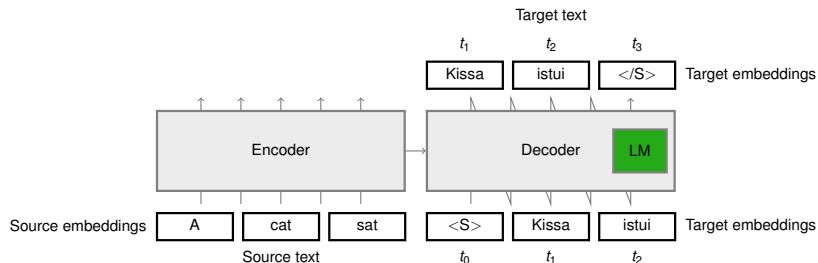 Target text
t1 t2 t3
Kissa istui </S> Target embeddings
Encoder Decoder LM
Source embeddings A cat sat <S> Kissa istui Target embeddings
Source text t0 t1 t2